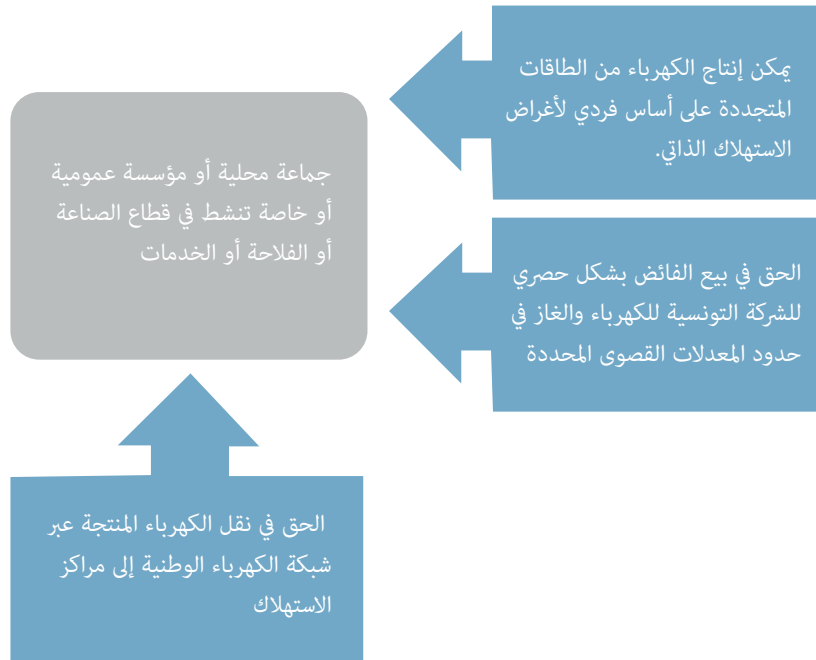 يمكن إنتاج الكهرباء من الطاقات
المتجددة على أساس فردي لأغراض
الاستهلاك الذاتي.
جماعة محلية أو مؤسسة عمومية
أو خاصة تنشط في قطاع الصناعة
أو الفلاحة أو الخدمات
الحق في بيع الفائض بشكل حصري
للشركة التونسية للكهرباء والغاز في
حدود المعدلات القصوى المحددة
الحق في نقل الكهرباء المنتجة عبر
شبكة الكهرباء الوطنية إلى مراكز
الاستهلاك